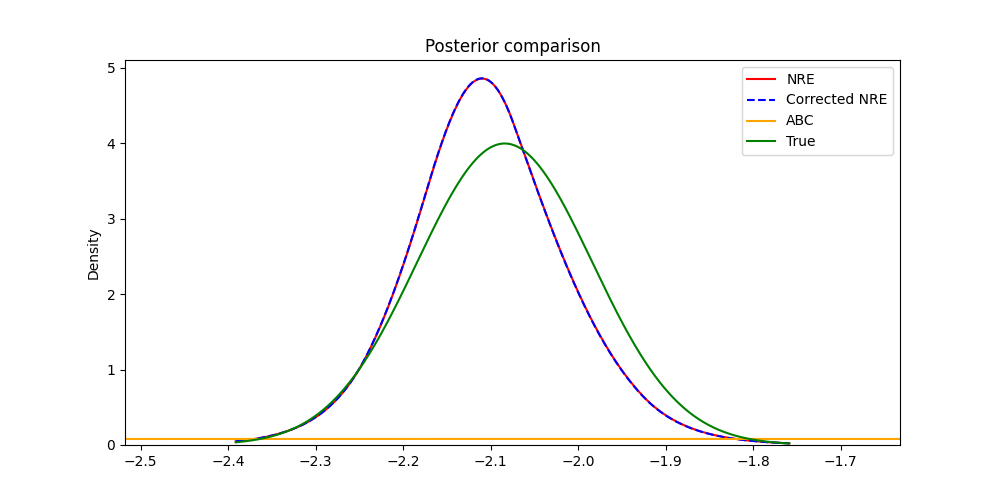 Posterior comparison
NRE
Corrected NRE
ABC
True
Density
5
4
3
2
1
0
−2.5 −2.4 −2.3 −2.2 −2.1 −2.0 −1.9 −1.8 −1.7